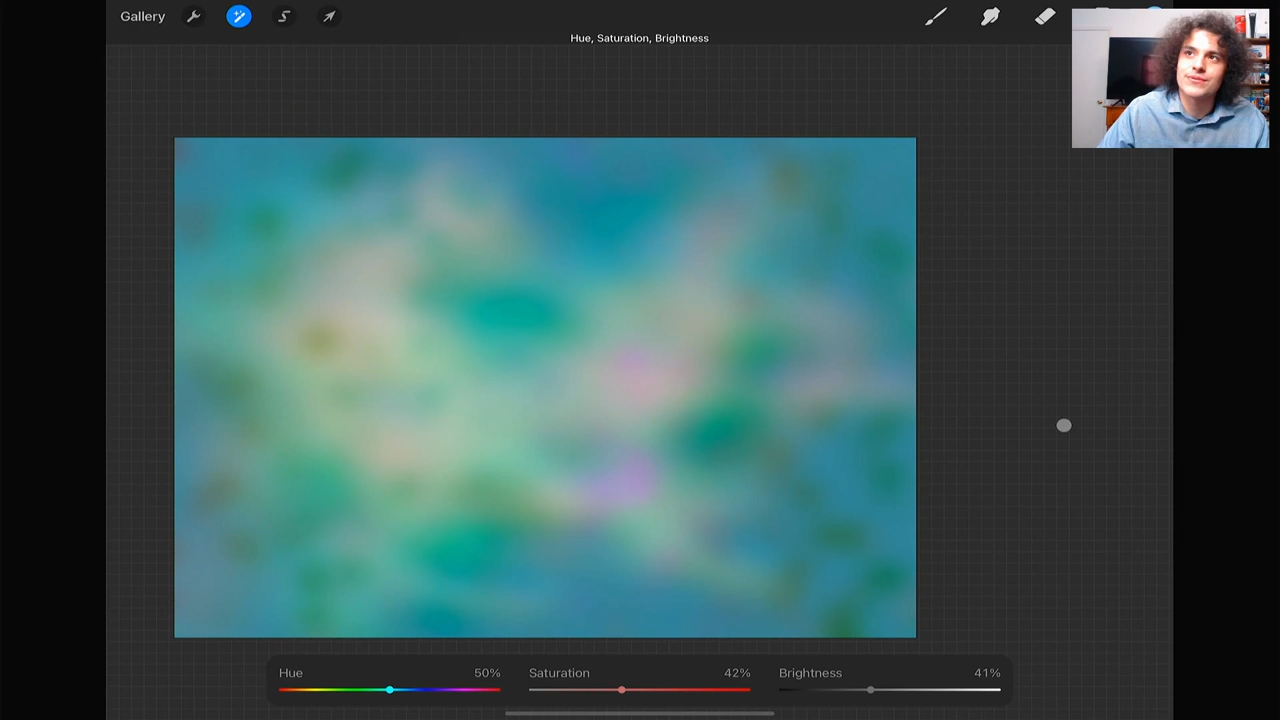 Gallery
Hue, Saturation, Brightness
Hue 50% Saturation 42% Brightness 41%